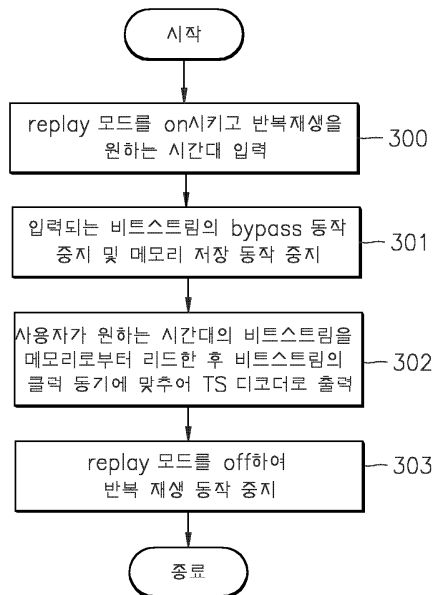 시작
replay 모드를 on시키고 반복재생을
원하는 시간대 입력
300
입력되는 비트스트림의 bypass 동작
중지 및 메모리 저장 동작 중지
301
사용자가 원하는 시간대의 비트스트림을
메모리로부터 리드한 후 비트스트림의
클럭 동기에 맞추어 TS 디코더로 출력
302
replay 모드를 off하여
반복 재생 동작 중지
303
종료